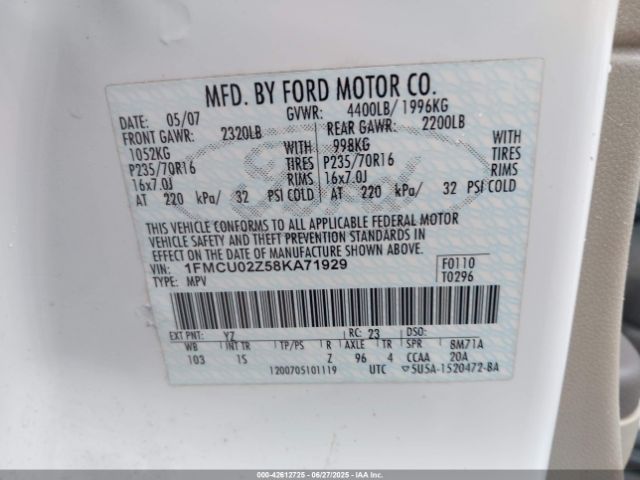 MFD. BY FORD MOTOR CO.
DATE: 05/07 GVWR: 4400LB/ 1996KG
FRONT GAWR: 2320LB REAR GAWR: 2200LB
1052KG WITH 998KG WITH
P235/70R16 TIRES P235/70R16 TIRES
16x7.0J RIMS 16x7.0J RIMS
AT 220 kPa/ 32 PSI COLD AT 220 kPa/ 32 PSI COLD
THIS VEHICLE CONFORMS TO ALL APPLICABLE FEDERAL MOTOR
VEHICLE SAFETY AND THEFT PREVENTION STANDARDS IN
EFFECT ON THE DATE OF MANUFACTURE SHOWN ABOVE.
VIN: 1FMCU02Z58KA71929 F0110
TYPE: MPV T0296
EXT PNT: YZ RC: 23 DSO:
WB INT TR TP/PS R AXLE TR SPR 8M71A
103 1S Z 96 4 CCAA 20A
1200705101119 UTC 5U5A-1520472-BA
Ford
000-42612725 - 06/27/2025 - IAAI.COM